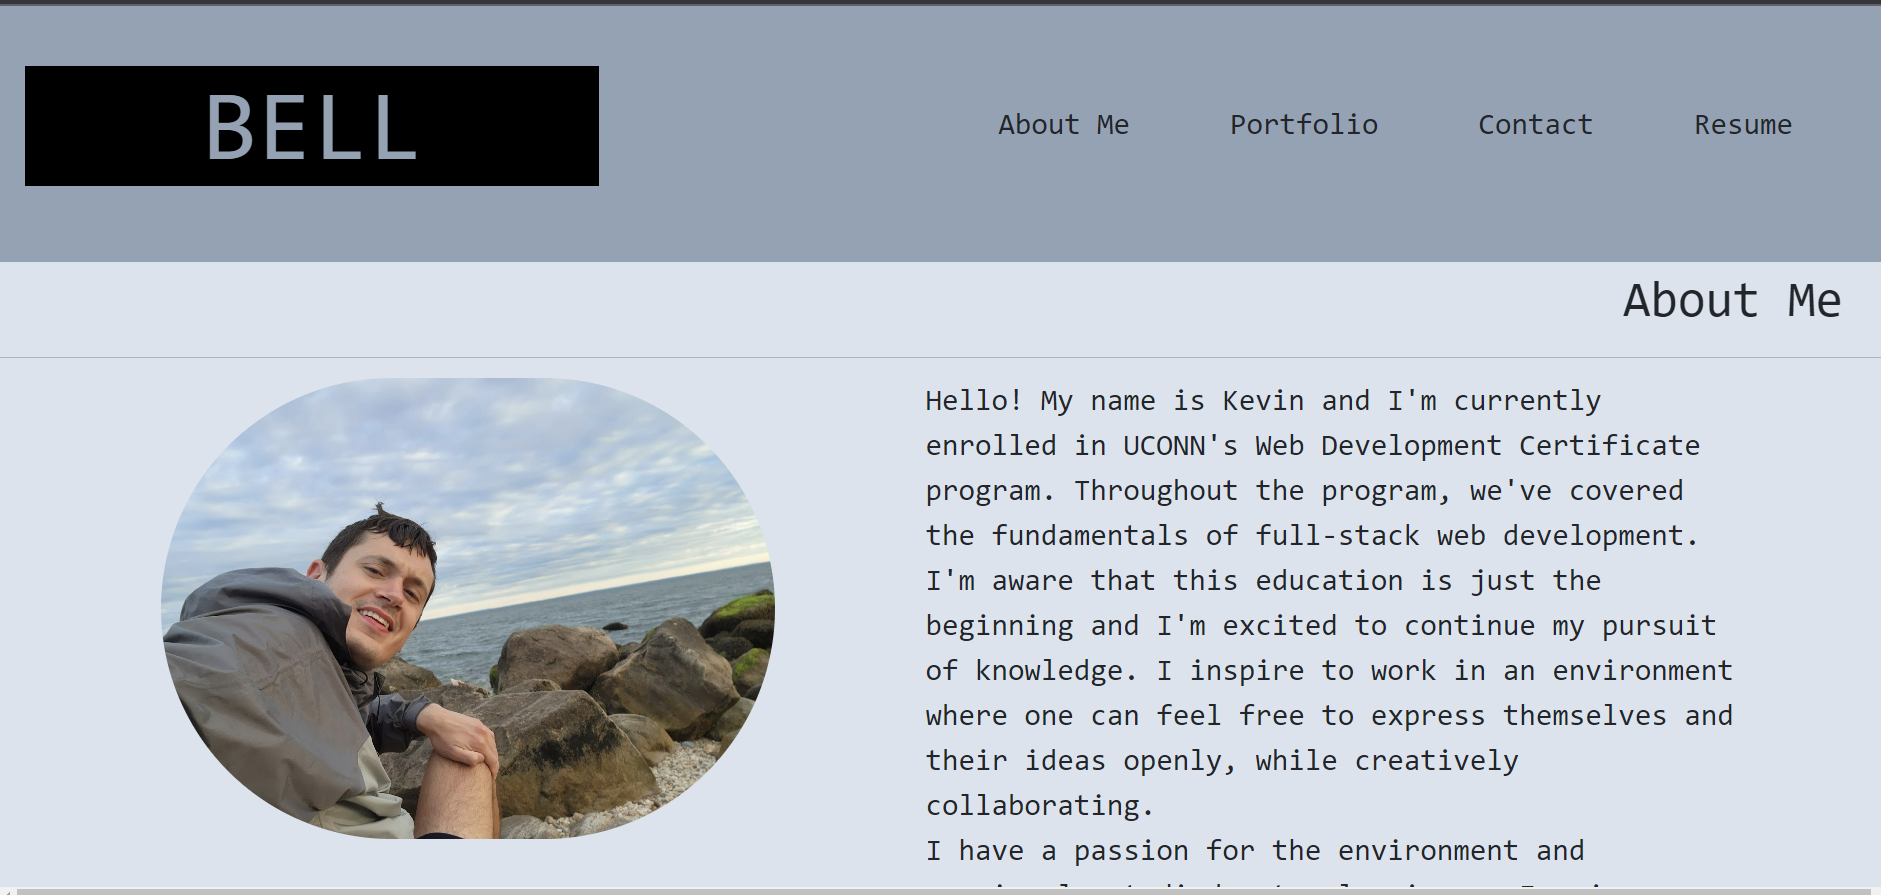 BELL
About Me Portfolio Contact Resume
About Me
Hello! My name is Kevin and I'm currently
enrolled in UCONN's Web Development Certificate
program. Throughout the program, we've covered
the fundamentals of full-stack web development.
I'm aware that this education is just the
beginning and I'm excited to continue my pursuit
of knowledge. I inspire to work in an environment
where one can feel free to express themselves and
their ideas openly, while creatively
collaborating.
I have a passion for the environment and